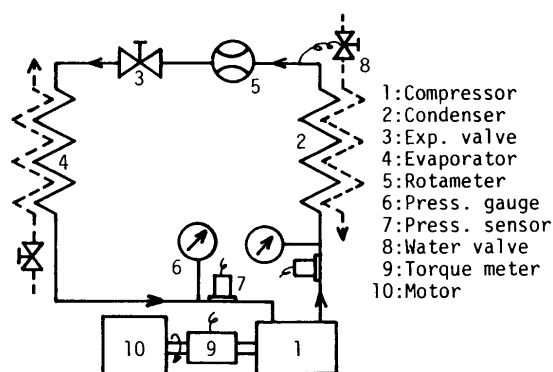 3
5
8
4
2
6
7
10
9
1
1:Compressor
2:Condenser
3:Exp. valve
4:Evaporator
5:Rotameter
6:Press. gauge
7:Press. sensor
8:Water valve
9:Torque meter
10:Motor